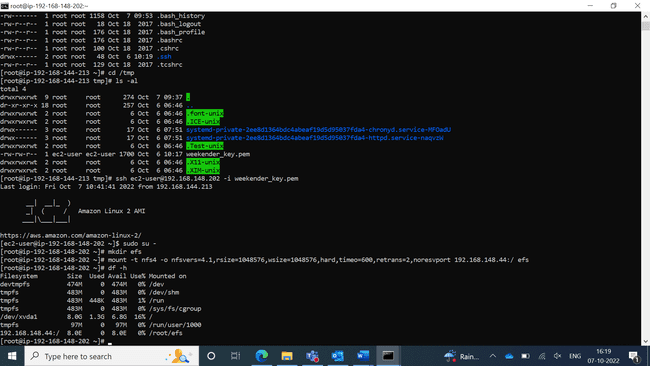 root@ip-192-168-148-202:~
-rw------- 1 root root 1158 Oct 7 09:53 .bash_history
-rw-r--r-- 1 root root 18 Oct 18 2017 .bash_logout
-rw-r--r-- 1 root root 176 Oct 18 2017 .bash_profile
-rw-r--r-- 1 root root 176 Oct 18 2017 .bashrc
-rw-r--r-- 1 root root 100 Oct 18 2017 .cshrc
drwx------ 2 root root 48 Oct 6 10:19 .ssh
-rw-r--r-- 1 root root 129 Oct 18 2017 .tcshrc
[root@ip-192-168-144-213 ~]# cd /tmp
[root@ip-192-168-144-213 tmp]# ls -al
total 4
drwxrwxrwt 9 root root 274 Oct 7 09:37 .
dr-xr-xr-x 18 root root 257 Oct 6 06:46 ..
drwxrwxrwt 2 root root 6 Oct 6 06:46 .font-unix
drwxrwxrwt 2 root root 6 Oct 6 06:46 .ICE-unix
drwx------ 3 root root 17 Oct 6 07:51 systemd-private-2ee8d1364bdc4abeaf19d5d95037fda4-chronyd.service-MFOadU
drwx------ 3 root root 17 Oct 6 07:51 systemd-private-2ee8d1364bdc4abeaf19d5d95037fda4-httpd.service-naqvzW
drwxrwxrwt 2 root root 6 Oct 6 06:46 .Test-unix
-rw-rw-r-- 1 ec2-user ec2-user 1700 Oct 6 10:17 weekender_key.pem
drwxrwxrwt 2 root root 6 Oct 6 06:46 .X11-unix
drwxrwxrwt 2 root root 6 Oct 6 06:46 .XIM-unix
[root@ip-192-168-144-213 tmp]# ssh ec2-user@192.168.148.202 -i weekender_key.pem
Last login: Fri Oct 7 10:41:41 2022 from 192.168.144.213
__| __|_ )
_| ( / Amazon Linux 2 AMI
___|\___|___|
https://aws.amazon.com/amazon-linux-2/
[ec2-user@ip-192-168-148-202 ~]$ sudo su -
[root@ip-192-168-148-202 ~]# mkdir efs
[root@ip-192-168-148-202 ~]# mount -t nfs4 -o nfsvers=4.1,rsize=1048576,wsize=1048576,hard,timeo=600,retrans=2,noresvport 192.168.48.44:/ efs
[root@ip-192-168-148-202 ~]# df -h
Filesystem Size Used Avail Use% Mounted on
devtmpfs 474M 0 474M 0% /dev
tmpfs 483M 0 483M 0% /dev/shm
tmpfs 483M 448K 483M 1% /run
tmpfs 483M 0 483M 0% /sys/fs/cgroup
/dev/xvda1 8.0G 1.3G 6.8G 16% /
tmpfs 97M 0 97M 0% /run/user/1000
192.168.48.44:/ 8.0E 0 8.0E 0% /root/efs
[root@ip-192-168-148-202 ~]#
Type here to search
Rain...
ENG
16:19
07-10-2022